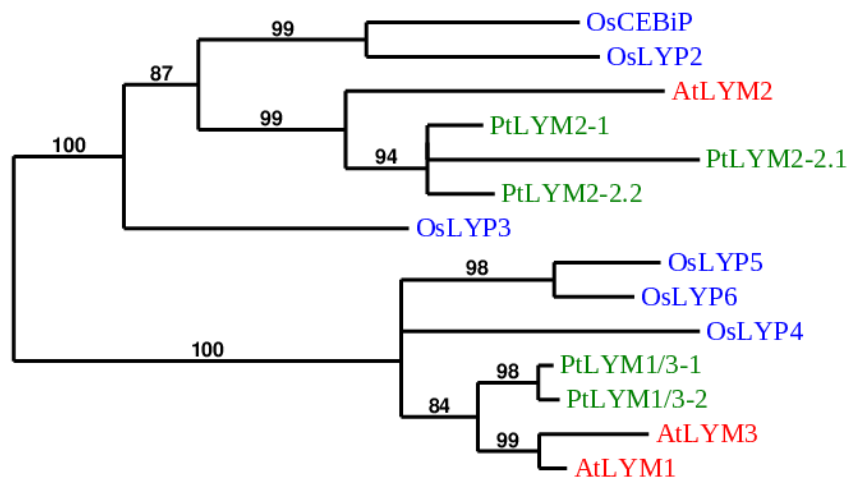 99
OsCEBiP
OsLYP2
87
AtLYM2
99
PtLYM2-1
94
PtLYM2-2.1
100
PtLYM2-2.2
OsLYP3
98
OsLYP5
OsLYP6
OsLYP4
100
PtLYM1/3-1
98
PtLYM1/3-2
84
AtLYM3
99
AtLYM1